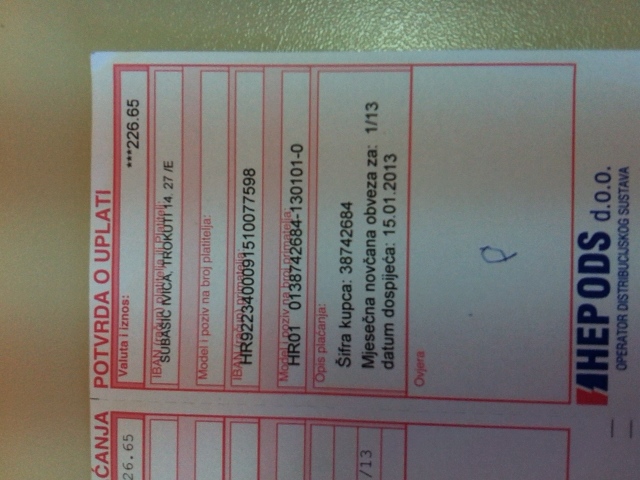 ĆANJA
26.65
/13
POTVRDA O UPLATI
Valuta i iznos:
***226.65
IBAN (račun) platitelja ili Platitelj:
SUBASIC IVICA, TROKUTI 14. 27 /E
Model i poziv na broj platitelja:
IBAN (račun) primatelja:
HR9223400091510077598
Model i poziv na broj primatelja:
HR01 0138742684-130101-0
Opis plaćanja:
Šifra kupca: 38742684
Mjesečna novčana obveza za: 1/13
datum dospijeća: 15.01.2013
Ovjera
P
HEP ODS d.o.o.
OPERATOR DISTRIBUCIJSKOG SUSTAVA